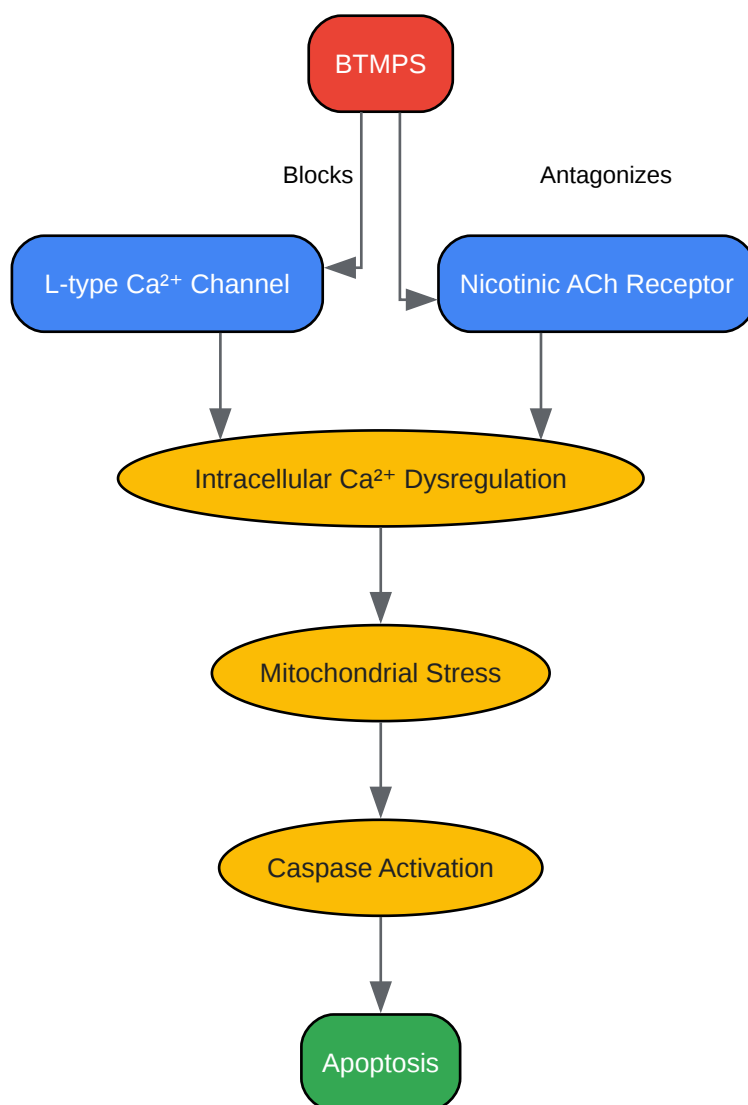 BTMPS
Blocks
Antagonizes
L-type Ca²⁺ Channel
Nicotinic ACh Receptor
Intracellular Ca²⁺ Dysregulation
Mitochondrial Stress
Caspase Activation
Apoptosis